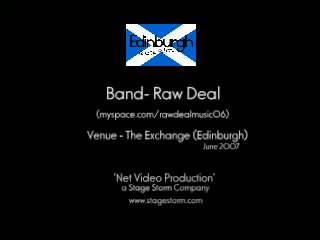 Edinburgh
Band- Raw Deal
(myspace.com/rawdealmusic06)
Venue - The Exchange (Edinburgh)
June 2007
'Net Video Production'
a Stage Storm Company
www.stagestorm.com